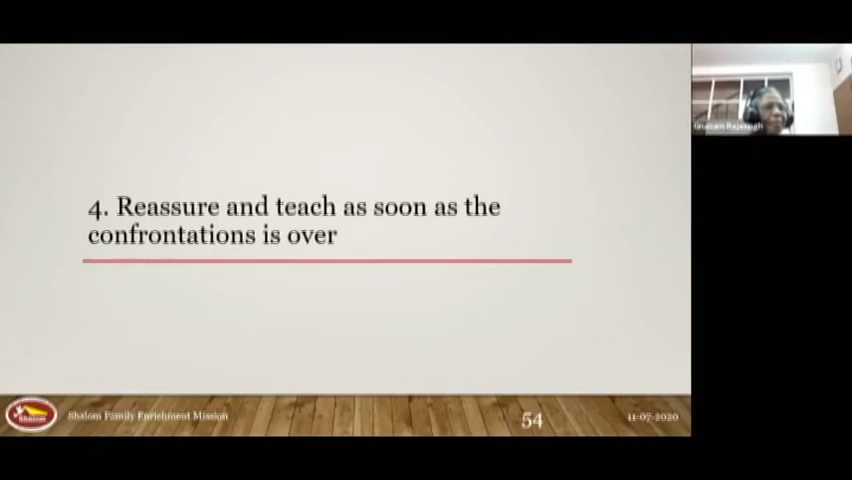 4. Reassure and teach as soon as the
confrontations is over
Shalom
Shalom Family Enrichment Mission
54
11-07-2020